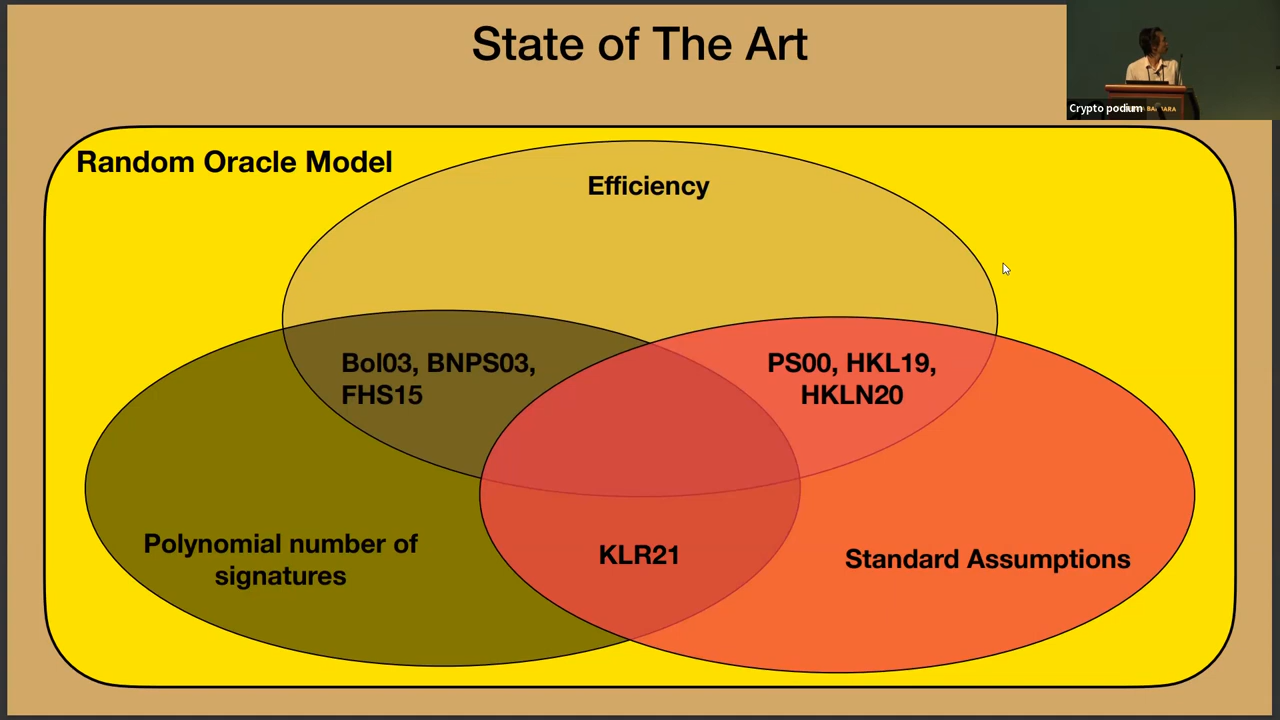 State of The Art
Crypto podium
Random Oracle Model
Efficiency
Bol03, BNPS03,
FHS15
PS00, HKL19,
HKLN20
Polynomial number of
signatures
KLR21
Standard Assumptions